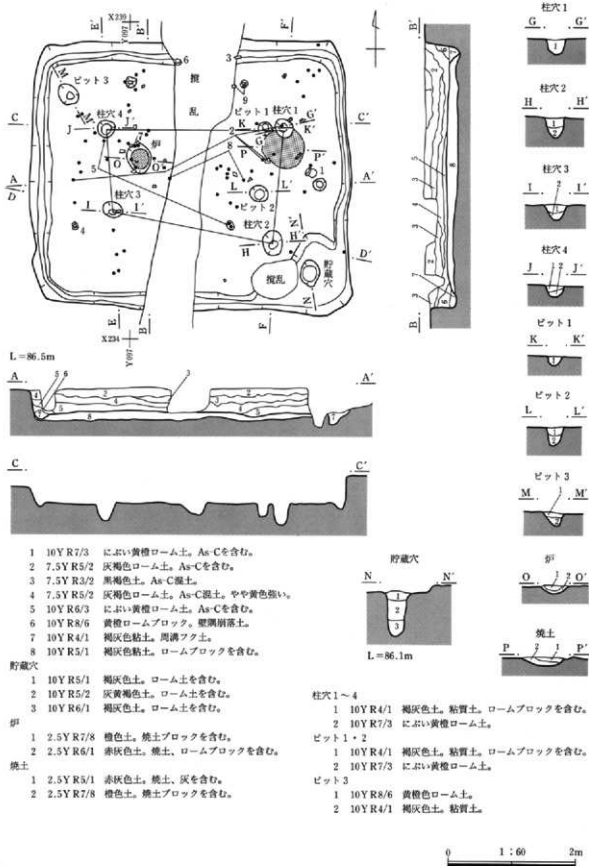 X239
Y097
E′
B′
F′
M
ピット3
6
3
撹乱
9
C
J
柱穴4
J′
炉
K
ピット1
柱穴1
G′
K′
C′
2
7
8
G
P
P′
O
O′
1
5
A
D
L
L′
ピット2
A′
柱穴3
I
I′
4
柱穴2
H
H′
N
撹乱
貯蔵穴
N′
D′
E
B
F
X234
Y097
B′
B
L=86.5m
A
A′
C
C′
柱穴1
G
G′
柱穴2
H
H′
柱穴3
I
I′
柱穴4
J
J′
ピット1
K
K′
ピット2
L
L′
ピット3
M
M′
炉
O
O′
焼土
P
P′
貯蔵穴
N
N′
L=86.1m
1 10YR7/3 にぶい黄橙ローム土。As-Cを含む。
2 7.5YR5/2 灰褐色ローム土。As-Cを含む。
3 7.5YR3/2 黒褐色土。As-C混土。
4 7.5YR5/2 灰褐色ローム土。As-C混土。やや黄色強い。
5 10YR6/3 にぶい黄橙ローム土。As-Cを含む。
6 10YR8/6 黄橙ロームブロック。壁隅崩落土。
7 10YR4/1 褐灰色粘土。周溝フク土。
8 10YR5/1 褐灰色粘土。ロームブロックを含む。
貯蔵穴
1 10YR5/1 褐灰色土。ローム土を含む。
2 10YR5/2 灰黄褐色土。ローム土を含む。
3 10YR6/1 褐灰色土。ローム土を含む。
炉
1 2.5YR7/8 橙色土。焼土ブロックを含む。
2 2.5YR6/1 赤灰色土。焼土、ロームブロックを含む。
焼土
1 2.5YR5/1 赤灰色土。焼土、灰を含む。
2 2.5YR7/8 橙色土。焼土ブロックを含む。
柱穴1～4
1 10YR4/1 褐灰色土。粘質土。ロームブロックを含む。
2 10YR7/3 にぶい黄橙ローム土。
ピット1・2
1 10YR4/1 褐灰色土。粘質土。ロームブロックを含む。
2 10YR7/3 にぶい黄橙ローム土。
ピット3
1 10YR8/6 黄橙色ローム土。
2 10YR4/1 褐灰色土。粘質土。
0 1:60 2m